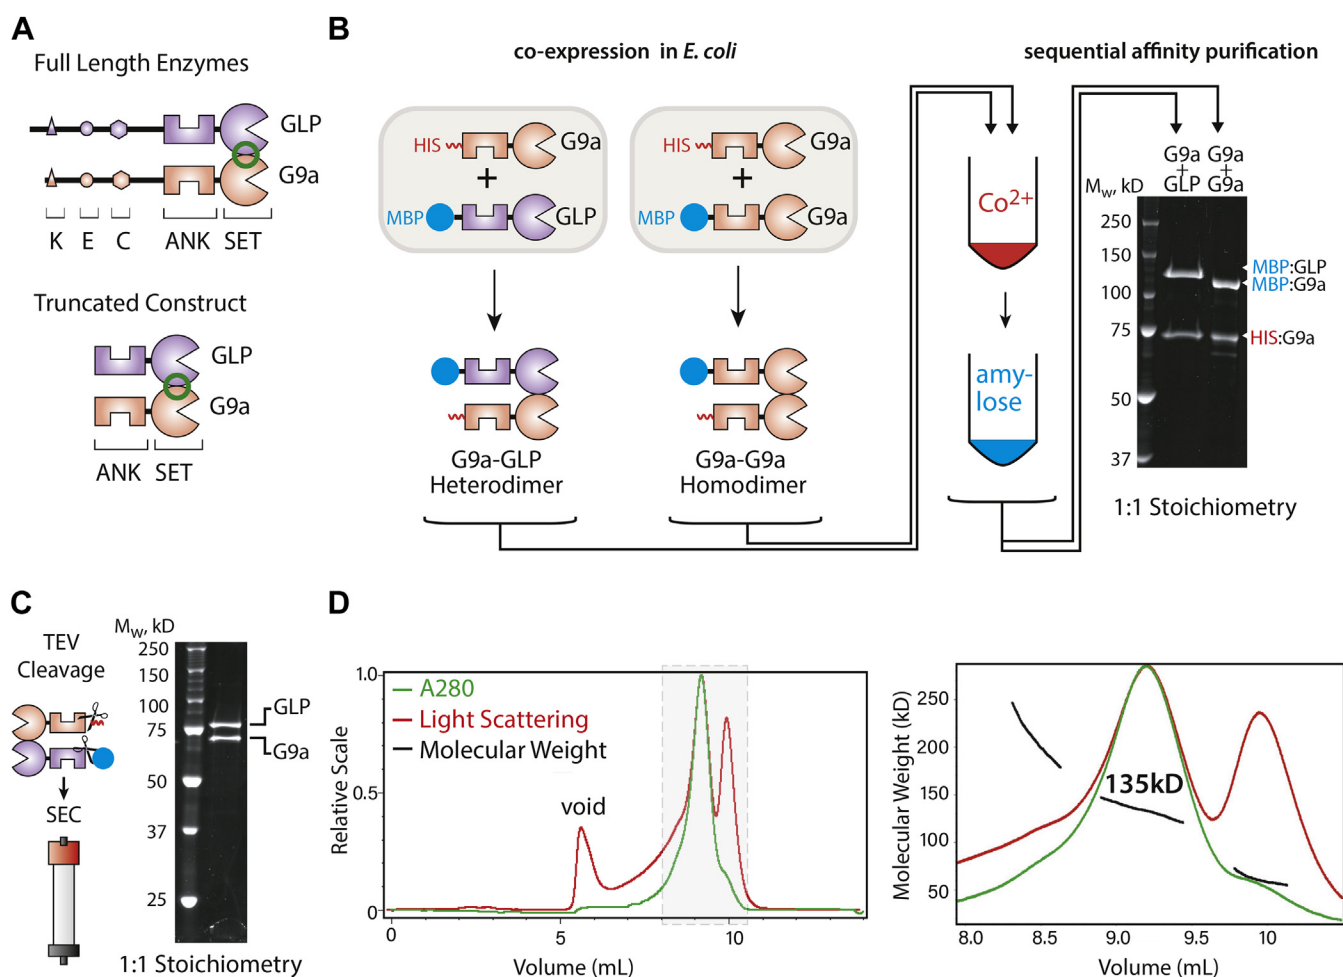 A
Full Length Enzymes
GLP
G9a
K E C ANK SET
Truncated Construct
GLP
G9a
ANK SET
B
co-expression in E. coli
sequential affinity purification
HIS G9a
+
MBP GLP
HIS G9a
+
MBP G9a
G9a-GLP
Heterodimer
G9a-G9a
Homodimer
Co2+
amy-
lose
G9a G9a
+ +
GLP G9a
Mw, kD
250
150
100
75
50
37
MBP:GLP
MBP:G9a
HIS:G9a
1:1 Stoichiometry
C
TEV
Cleavage
SEC
Mw, kD
250
150
100
75
50
37
25
GLP
G9a
1:1 Stoichiometry
D
A280
Light Scattering
Molecular Weight
void
Relative Scale
1.0
0.5
0
0 5 10
Volume (mL)
135kD
Molecular Weight (kD)
250
200
150
100
50
8.0 8.5 9.0 9.5 10
Volume (mL)